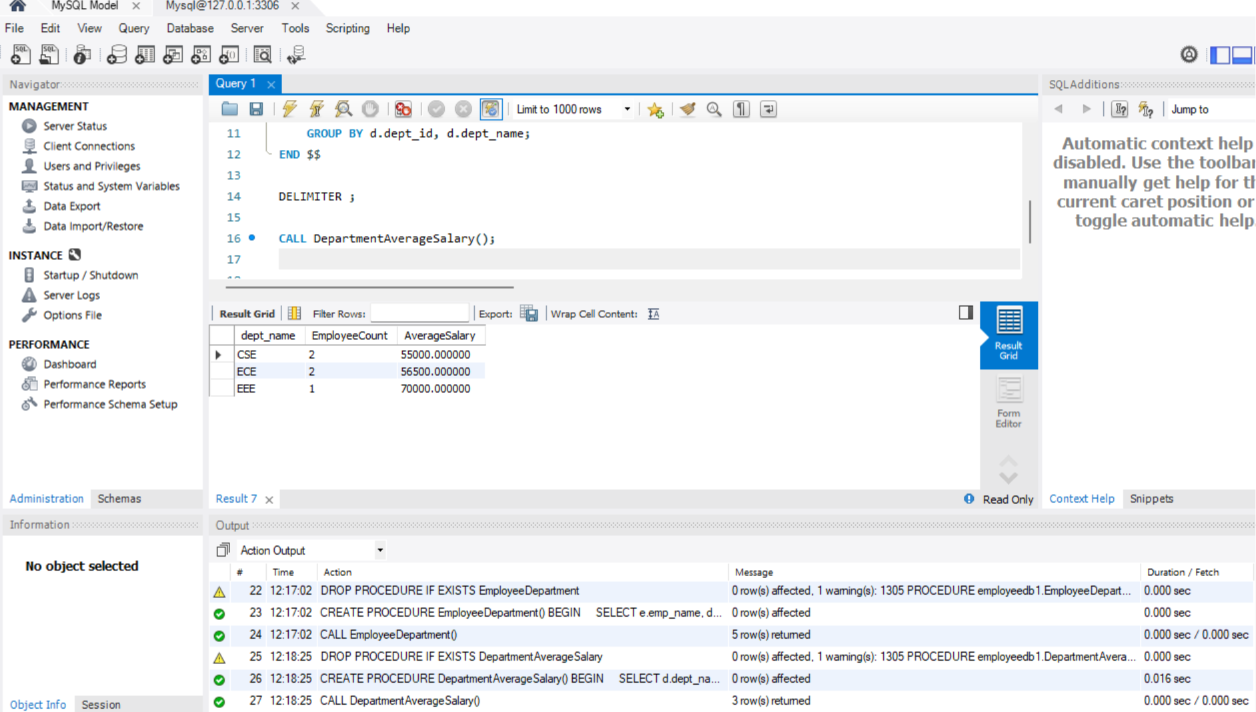 MySQL Model × Mysql@127.0.0.1:3306 ×
File Edit View Query Database Server Tools Scripting Help
Navigator
MANAGEMENT
Server Status
Client Connections
Users and Privileges
Status and System Variables
Data Export
Data Import/Restore
INSTANCE
Startup / Shutdown
Server Logs
Options File
PERFORMANCE
Dashboard
Performance Reports
Performance Schema Setup
Administration Schemas
Information
No object selected
Object Info Session
Query 1 ×
Limit to 1000 rows
11 GROUP BY d.dept_id, d.dept_name;
12 END $$
13
14 DELIMITER ;
15
16 CALL DepartmentAverageSalary();
17
Result Grid Filter Rows: Export: Wrap Cell Content:
dept_name EmployeeCount AverageSalary
CSE 2 55000.000000
ECE 2 56500.000000
EEE 1 70000.000000
Result
Grid
Form
Editor
Result 7 × Read Only
SQLAdditions
Jump to
Automatic context help
disabled. Use the toolbar
manually get help for th
current caret position or
toggle automatic help.
Context Help Snippets
Output
Action Output
# Time Action Message Duration / Fetch
22 12:17:02 DROP PROCEDURE IF EXISTS EmployeeDepartment 0 row(s) affected, 1 warning(s): 1305 PROCEDURE employeedb1.EmployeeDepart... 0.000 sec
23 12:17:02 CREATE PROCEDURE EmployeeDepartment() BEGIN SELECT e.emp_name, d... 0 row(s) affected 0.000 sec
24 12:17:02 CALL EmployeeDepartment() 5 row(s) returned 0.000 sec / 0.000 sec
25 12:18:25 DROP PROCEDURE IF EXISTS DepartmentAverageSalary 0 row(s) affected, 1 warning(s): 1305 PROCEDURE employeedb1.DepartmentAvera... 0.000 sec
26 12:18:25 CREATE PROCEDURE DepartmentAverageSalary() BEGIN SELECT d.dept_na... 0 row(s) affected 0.016 sec
27 12:18:25 CALL DepartmentAverageSalary() 3 row(s) returned 0.000 sec / 0.000 sec